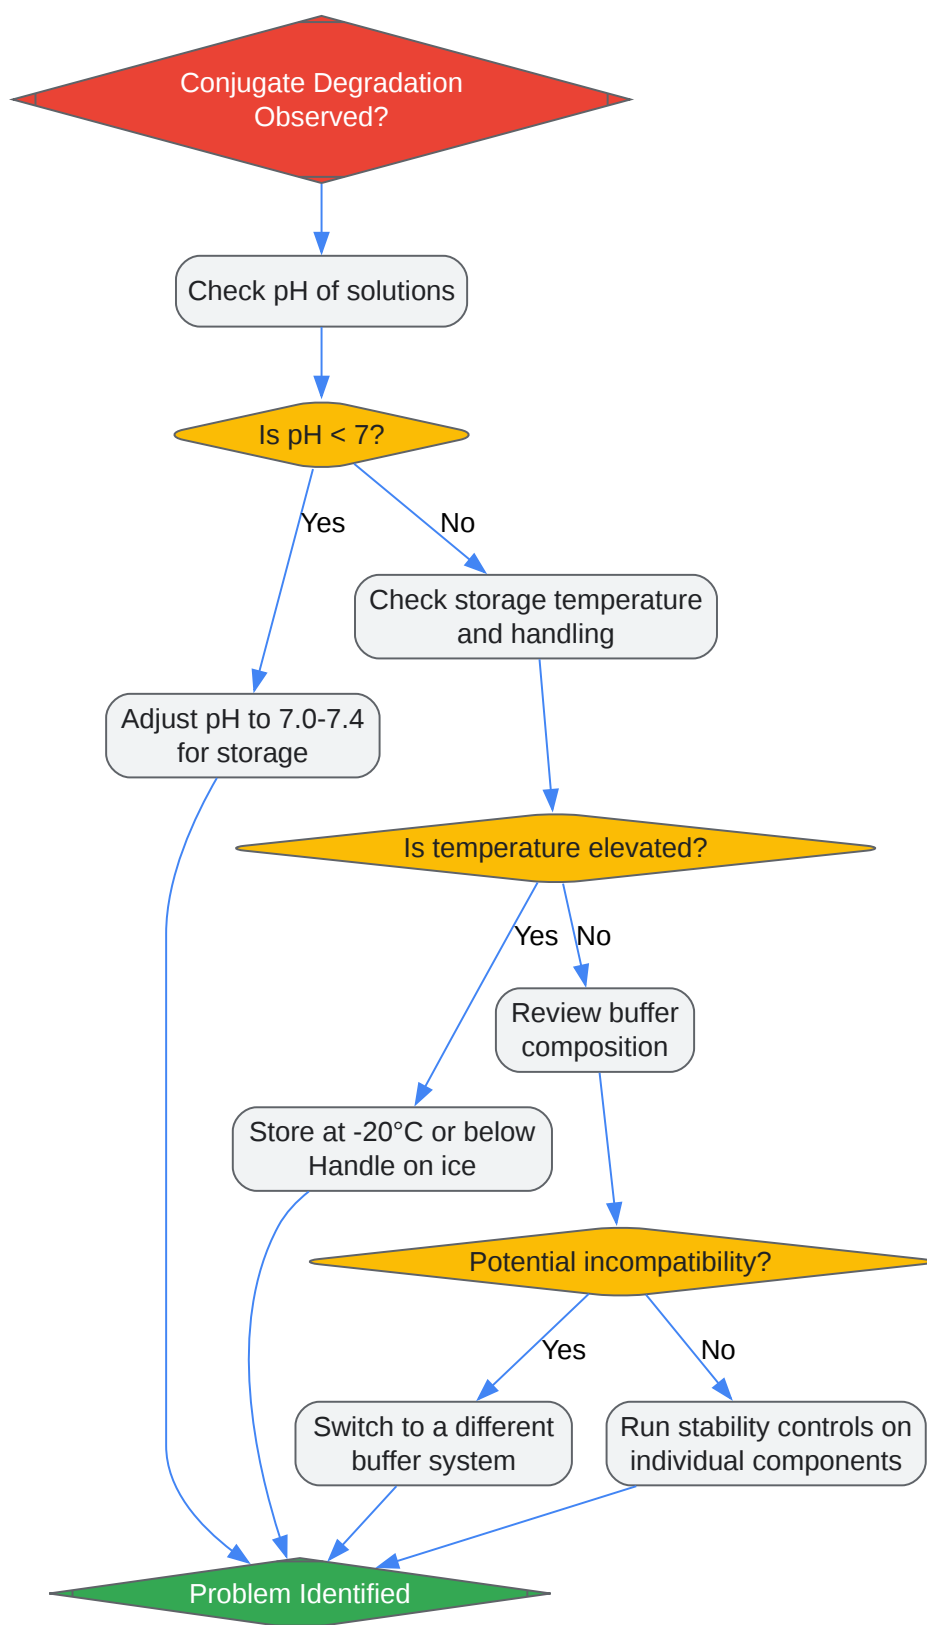 Conjugate Degradation
Observed?
Check pH of solutions
Is pH < 7?
Yes
No
Check storage temperature
and handling
Adjust pH to 7.0-7.4
for storage
Is temperature elevated?
Yes
No
Review buffer
composition
Store at -20°C or below
Handle on ice
Potential incompatibility?
Yes
No
Switch to a different
buffer system
Run stability controls on
individual components
Problem Identified